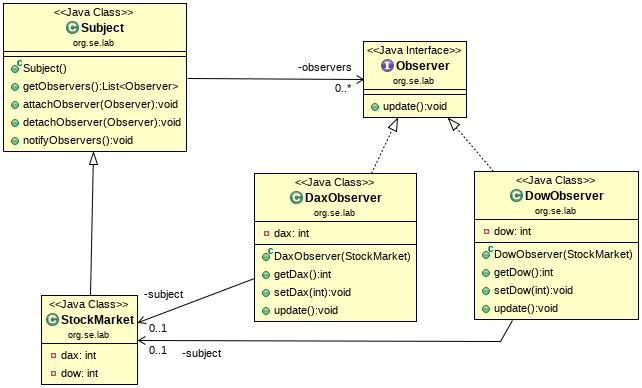 <<Java Class>>
Subject
org.se.lab
Subject()
getObservers():List<Observer>
attachObserver(Observer):void
detachObserver(Observer):void
notifyObservers():void
-observers
0..*
<<Java Interface>>
Observer
org.se.lab
update():void
<<Java Class>>
DaxObserver
org.se.lab
dax: int
DaxObserver(StockMarket)
getDax():int
setDax(int):void
update():void
<<Java Class>>
DowObserver
org.se.lab
dow: int
DowObserver(StockMarket)
getDow():int
setDow(int):void
update():void
-subject
0..1
0..1
-subject
<<Java Class>>
StockMarket
org.se.lab
dax: int
dow: int